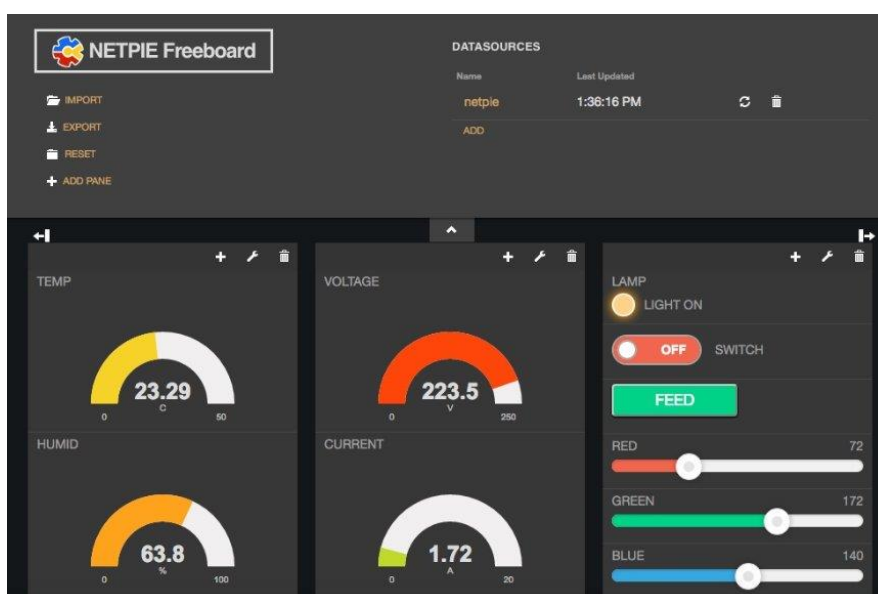 NETPIE Freeboard
IMPORT
EXPORT
RESET
ADD PANE
DATASOURCES
Name Last Updated
netpie 1:36:16 PM
ADD
TEMP
23.29
C
0 50
HUMID
63.8
%
0 100
VOLTAGE
223.5
V
0 250
CURRENT
1.72
A
0 20
LAMP
LIGHT ON
OFF SWITCH
FEED
RED 72
GREEN 172
BLUE 140